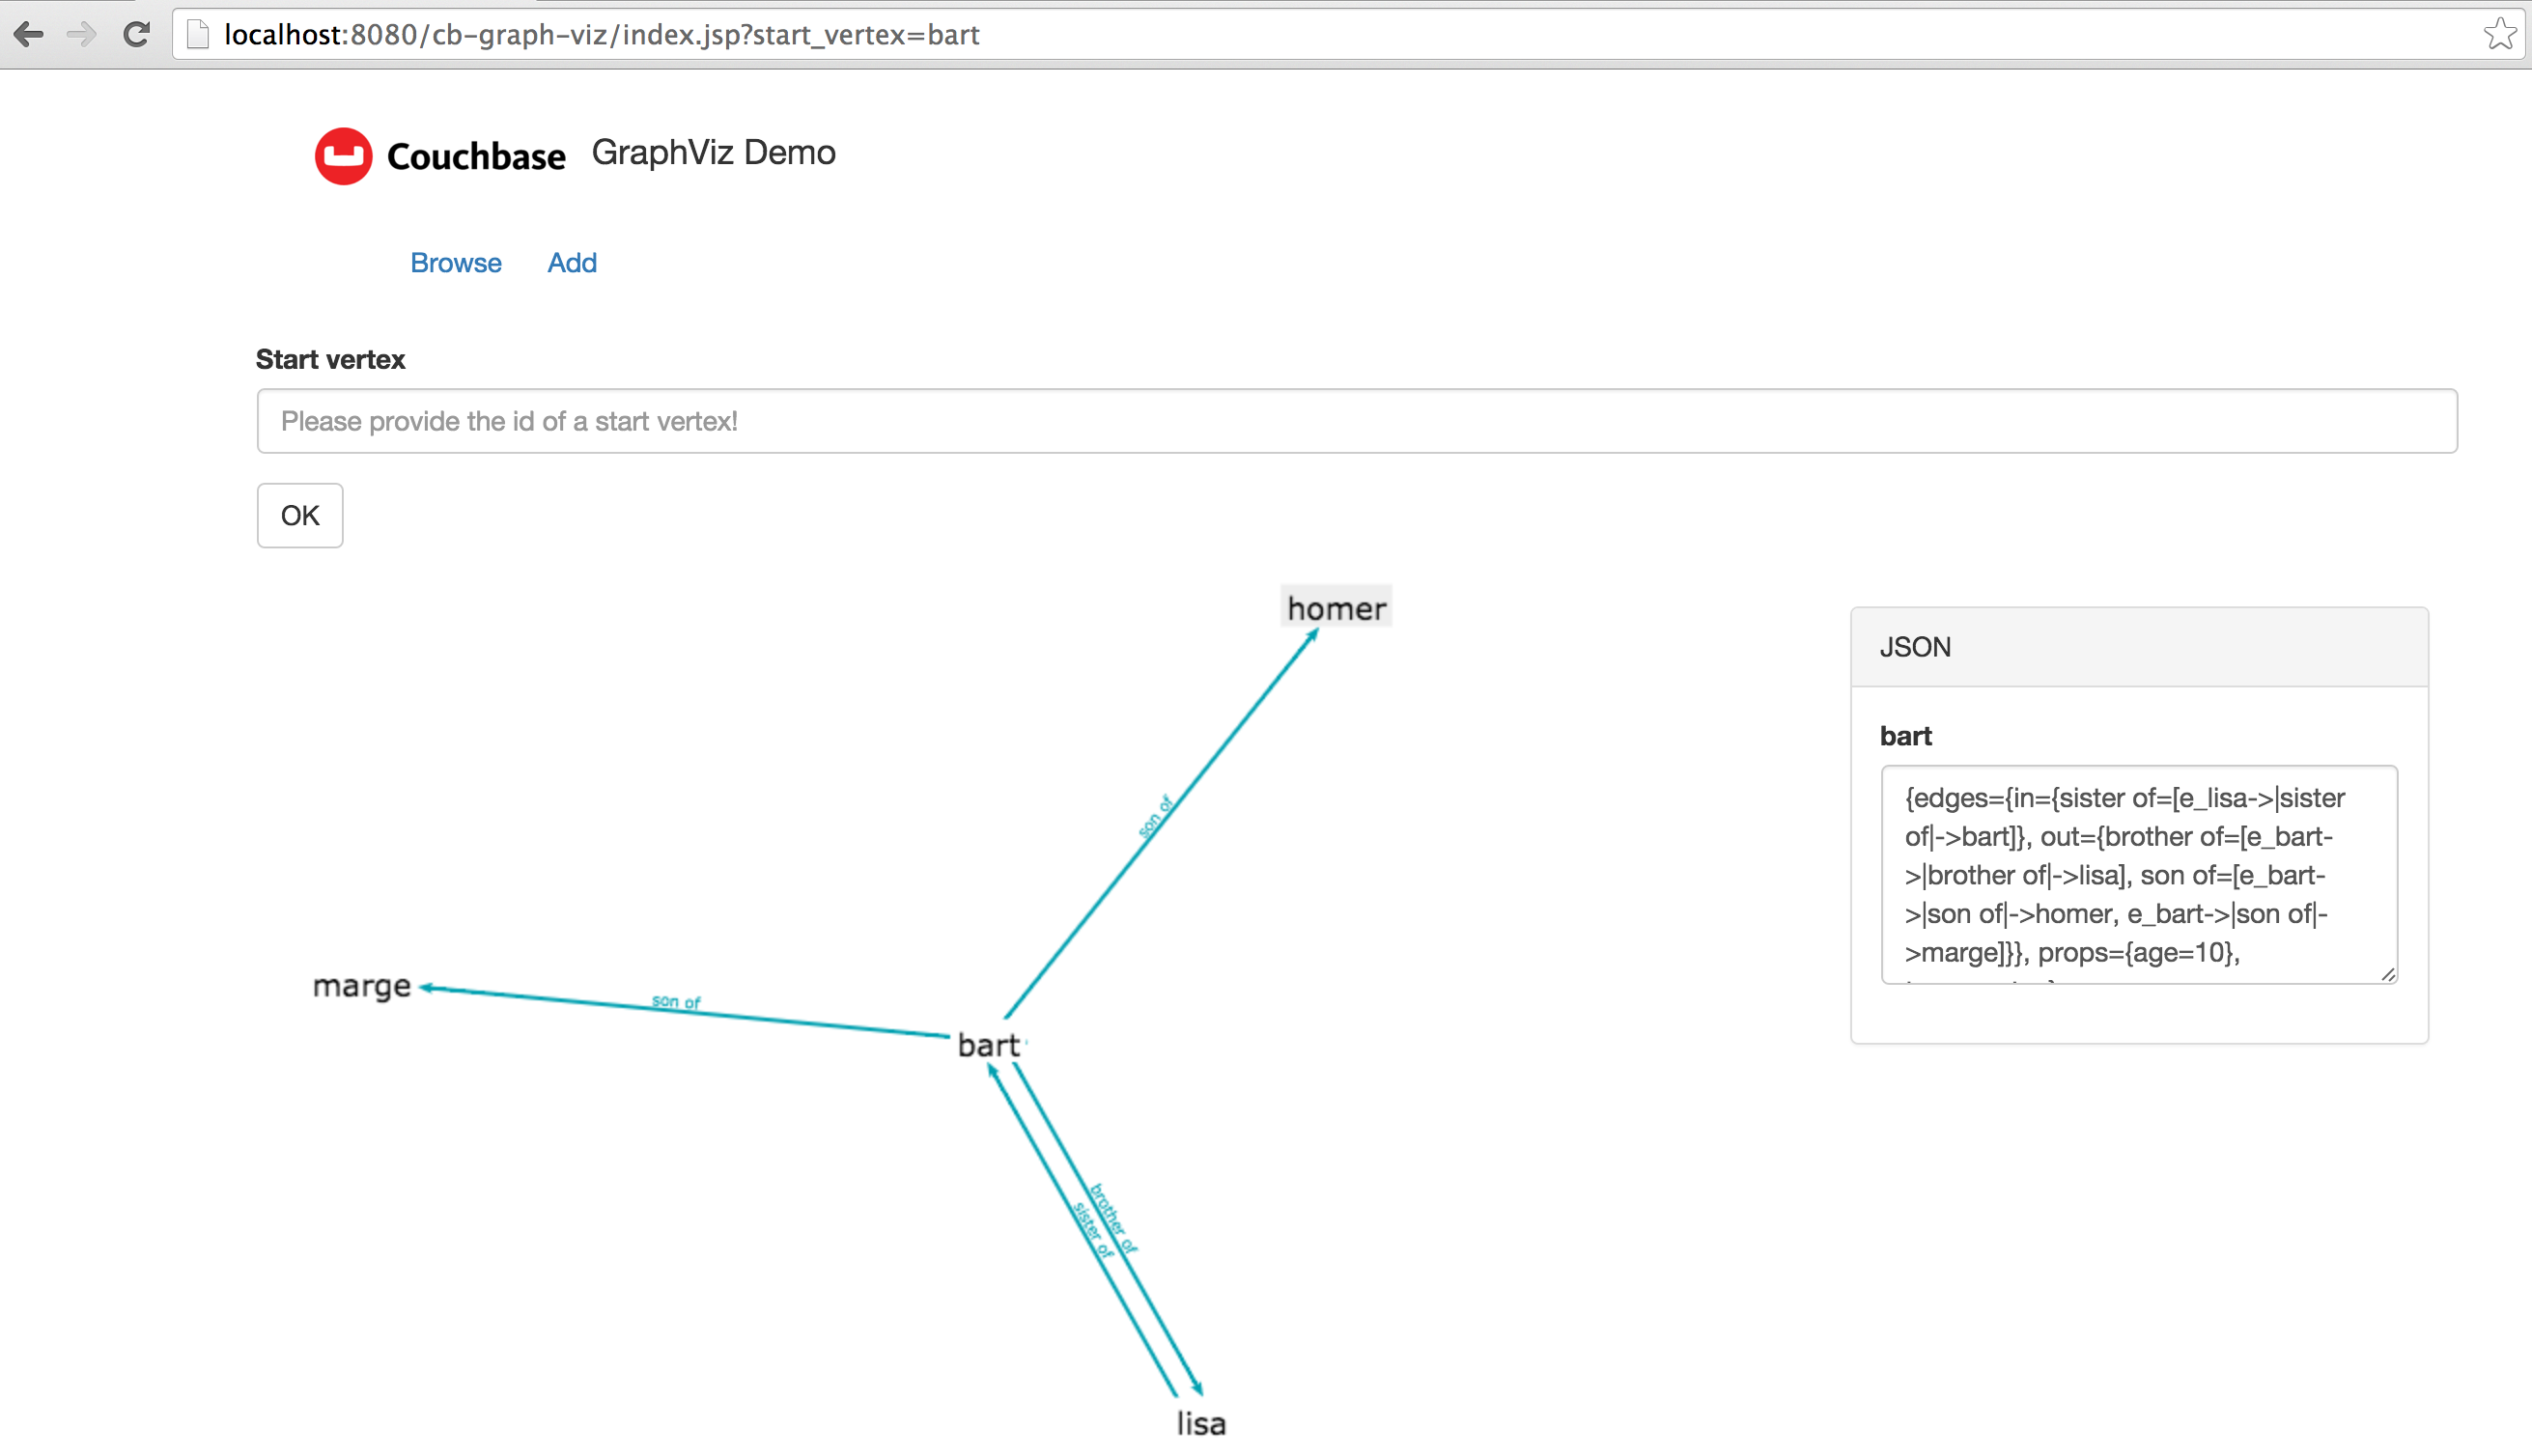 localhost:8080/cb-graph-viz/index.jsp?start_vertex=bart
Couchbase GraphViz Demo
Browse Add
Start vertex
Please provide the id of a start vertex!
OK
homer
son of
marge
son of
bart
brother of
sister of
lisa
JSON
bart
{edges={in={sister of=[e_lisa->|sister
of|->bart]}, out={brother of=[e_bart-
>|brother of|->lisa], son of=[e_bart-
>|son of|->homer, e_bart->|son of|-
>marge]}}, props={age=10},